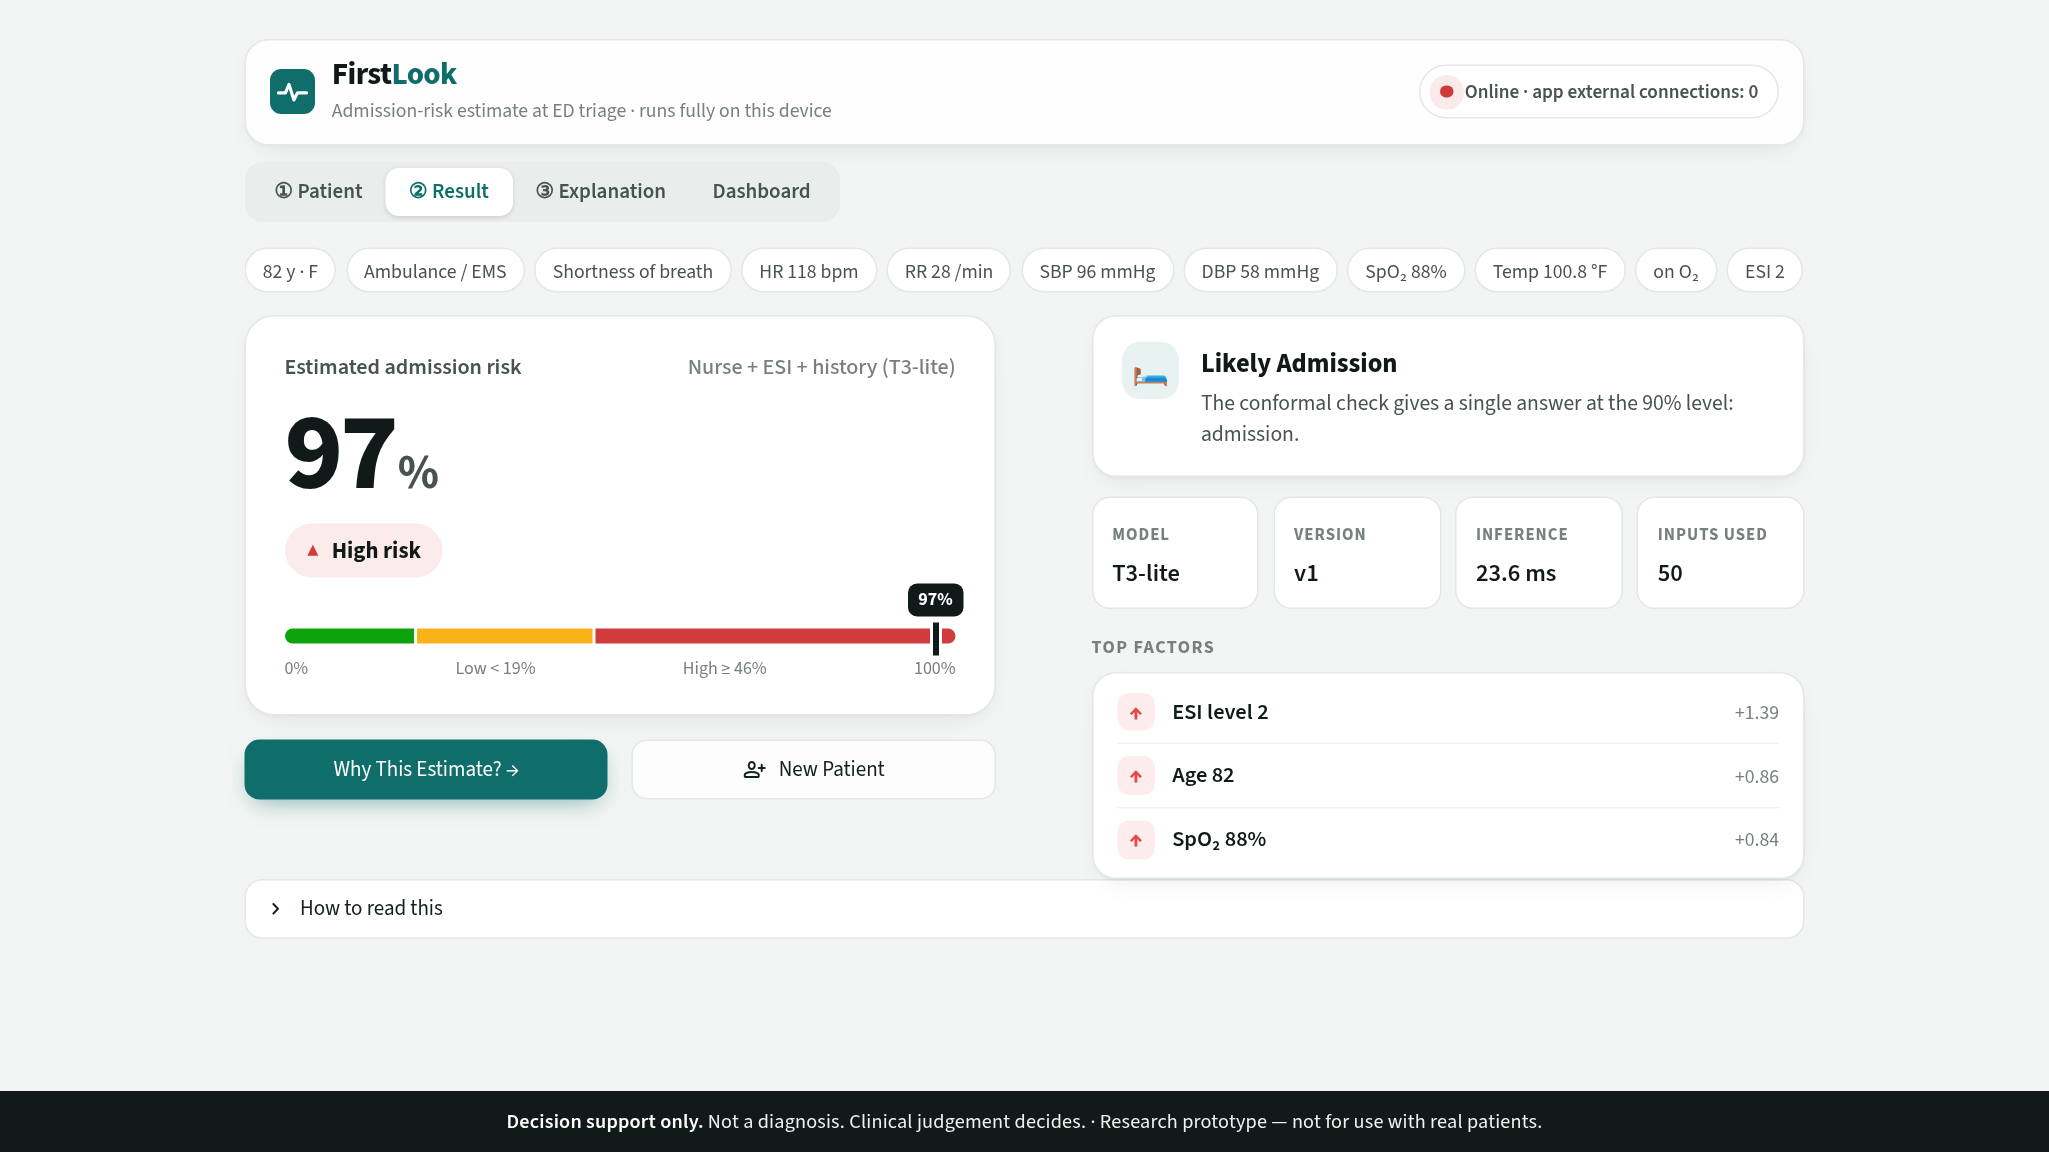 FirstLook
Admission-risk estimate at ED triage · runs fully on this device
Online · app external connections: 0
① Patient
② Result
③ Explanation
Dashboard
82 y · F
Ambulance / EMS
Shortness of breath
HR 118 bpm
RR 28 /min
SBP 96 mmHg
DBP 58 mmHg
SpO₂ 88%
Temp 100.8 °F
on O₂
ESI 2
Estimated admission risk
Nurse + ESI + history (T3-lite)
97%
▲ High risk
97%
0%
Low < 19%
High ≥ 46%
100%
Why This Estimate? →
New Patient
Likely Admission
The conformal check gives a single answer at the 90% level:
admission.
MODEL
T3-lite
VERSION
v1
INFERENCE
23.6 ms
INPUTS USED
50
TOP FACTORS
ESI level 2
+1.39
Age 82
+0.86
SpO₂ 88%
+0.84
How to read this
Decision support only. Not a diagnosis. Clinical judgement decides. · Research prototype — not for use with real patients.